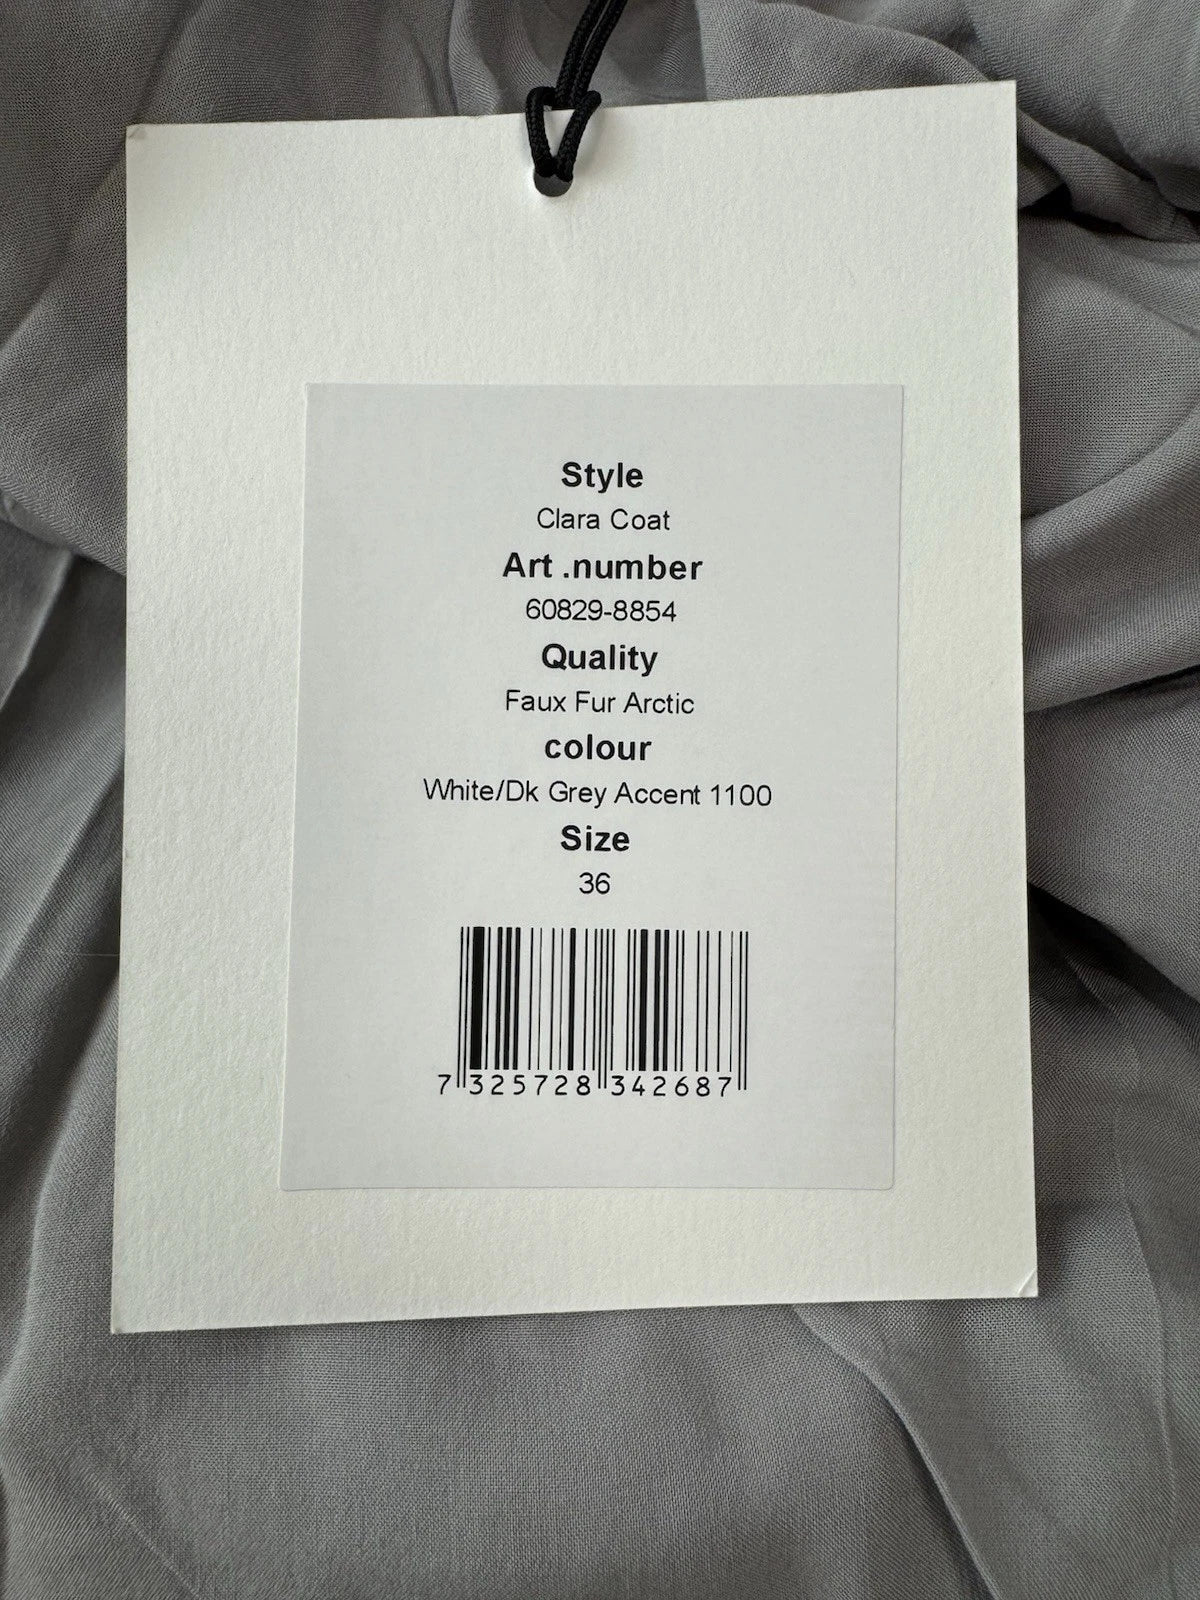 Style
Clara Coat
Art .number
60829-8854
Quality
Faux Fur Arctic
colour
White/Dk Grey Accent 1100
Size
36
7 325728 342687